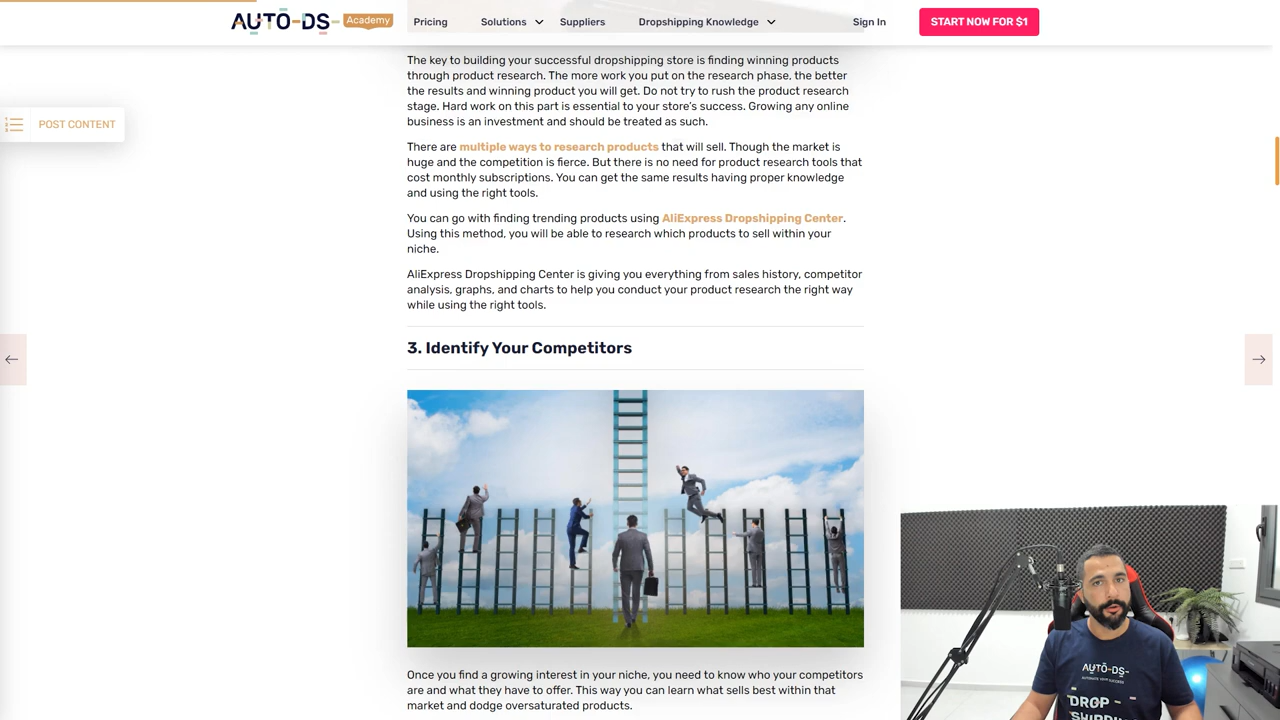 AUTO-DS-
Academy
Pricing
Solutions
Suppliers
Dropshipping Knowledge
Sign In
START NOW FOR $1
The key to building your successful dropshipping store is finding winning products
through product research. The more work you put on the research phase, the better
the results and winning product you will get. Do not try to rush the product research
stage. Hard work on this part is essential to your store's success. Growing any online
business is an investment and should be treated as such.
POST CONTENT
There are multiple ways to research products that will sell. Though the market is
huge and the competition is fierce. But there is no need for product research tools that
cost monthly subscriptions. You can get the same results having proper knowledge
and using the right tools.
You can go with finding trending products using AliExpress Dropshipping Center.
Using this method, you will be able to research which products to sell within your
niche.
AliExpress Dropshipping Center is giving you everything from sales history, competitor
analysis, graphs, and charts to help you conduct your product research the right way
while using the right tools.
3. Identify Your Competitors
Once you find a growing interest in your niche, you need to know who your competitors
are and what they have to offer. This way you can learn what sells best within that
market and dodge oversaturated products.
AUTO-DS-
AUTOMATE YOUR SUCCESS
DROP
SHIPPING